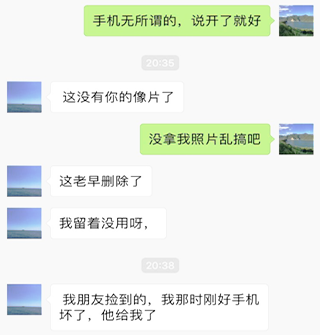 手机无所谓的，说开了就好
20:35
这没有你的像片了
没拿我照片乱搞吧
这老早删除了
我留着没用呀，
20:38
我朋友捡到的，我那时刚好手机
坏了，他给我了